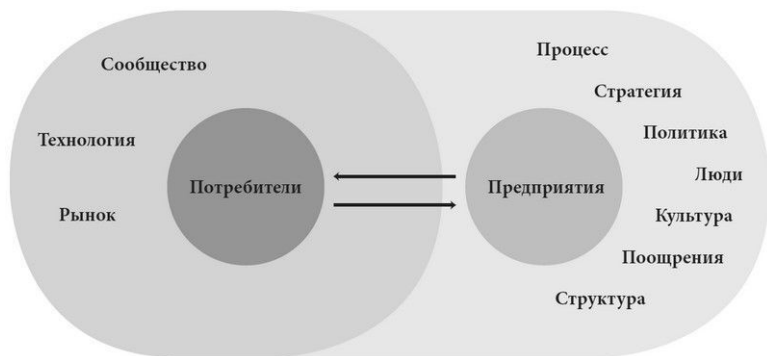 Процесс
Сообщество
Стратегия
Политика
Технология
Люди
Потребители
Предприятия
Рынок
Культура
Поощрения
Структура